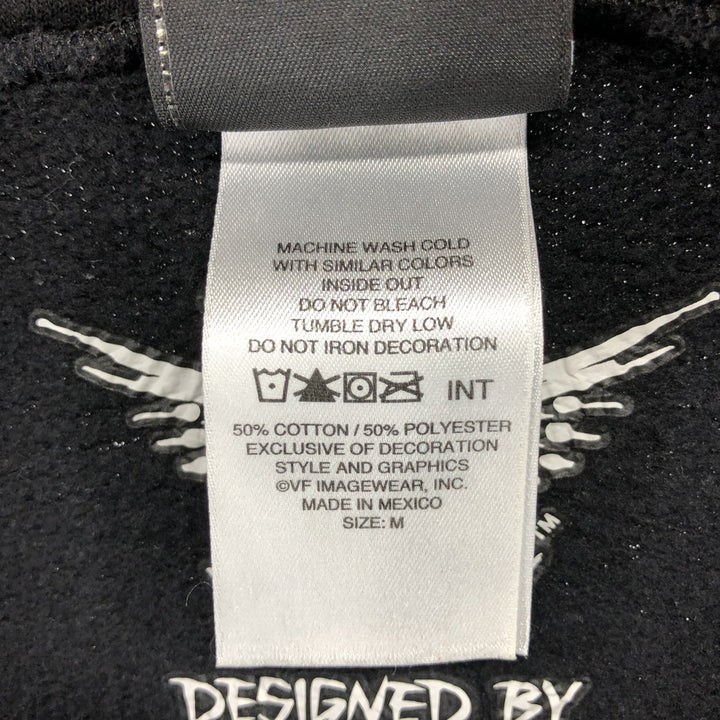 MACHINE WASH COLD
WITH SIMILAR COLORS
INSIDE OUT
DO NOT BLEACH
TUMBLE DRY LOW
DO NOT IRON DECORATION
INT
50% COTTON / 50% POLYESTER
EXCLUSIVE OF DECORATION
STYLE AND GRAPHICS
©VF IMAGEWEAR, INC.
MADE IN MEXICO
SIZE: M
TM
DESIGNED BY